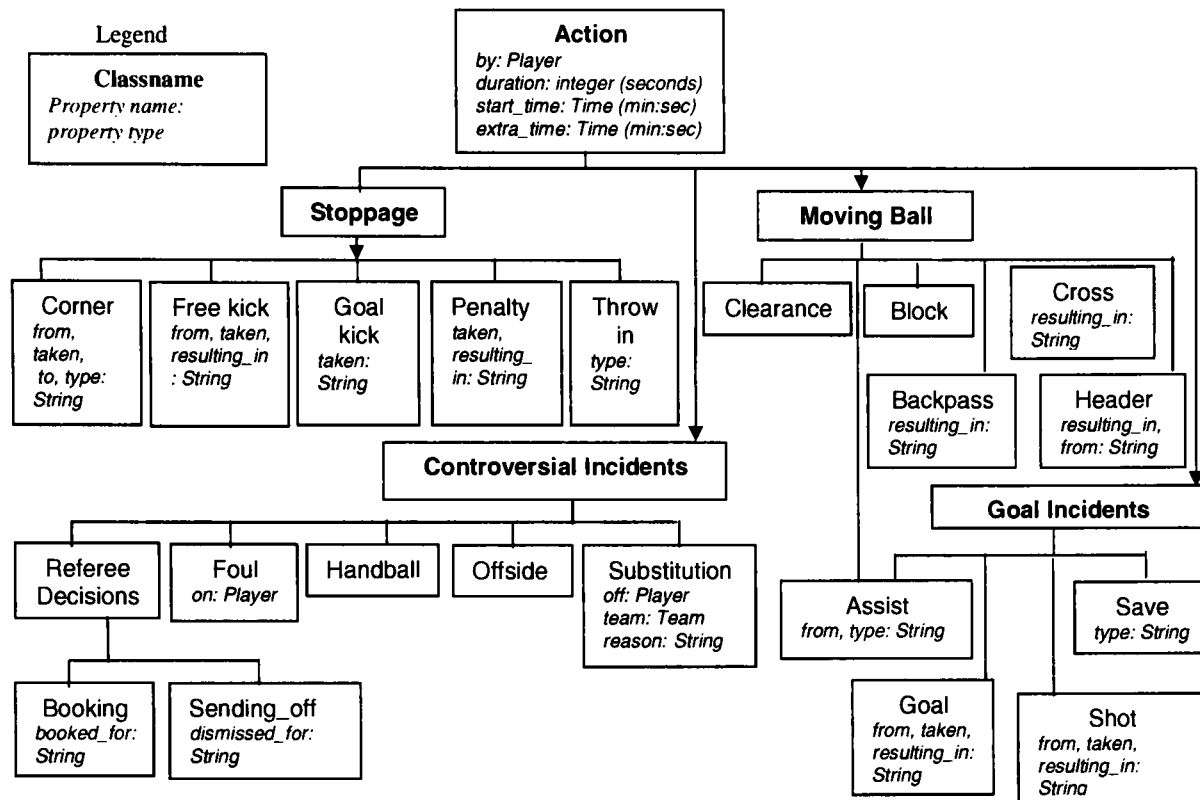 Legend
Classname
Property name:
property type
Action
by: Player
duration: integer (seconds)
start_time: Time (min:sec)
extra_time: Time (min:sec)
Stoppage
Moving Ball
Corner
from,
taken,
to, type:
String
Free kick
from, taken,
resulting_in
: String
Goal
kick
taken:
String
Penalty
taken,
resulting_
in: String
Throw
in
type:
String
Clearance
Block
Cross
resulting_in:
String
Backpass
resulting_in:
String
Header
resulting_in,
from: String
Controversial Incidents
Goal Incidents
Referee
Decisions
Foul
on: Player
Handball
Offside
Substitution
off: Player
team: Team
reason: String
Assist
from, type: String
Save
type: String
Booking
booked_for:
String
Sending_off
dismissed_for:
String
Goal
from, taken,
resulting_in:
String
Shot
from, taken,
resulting_in:
String